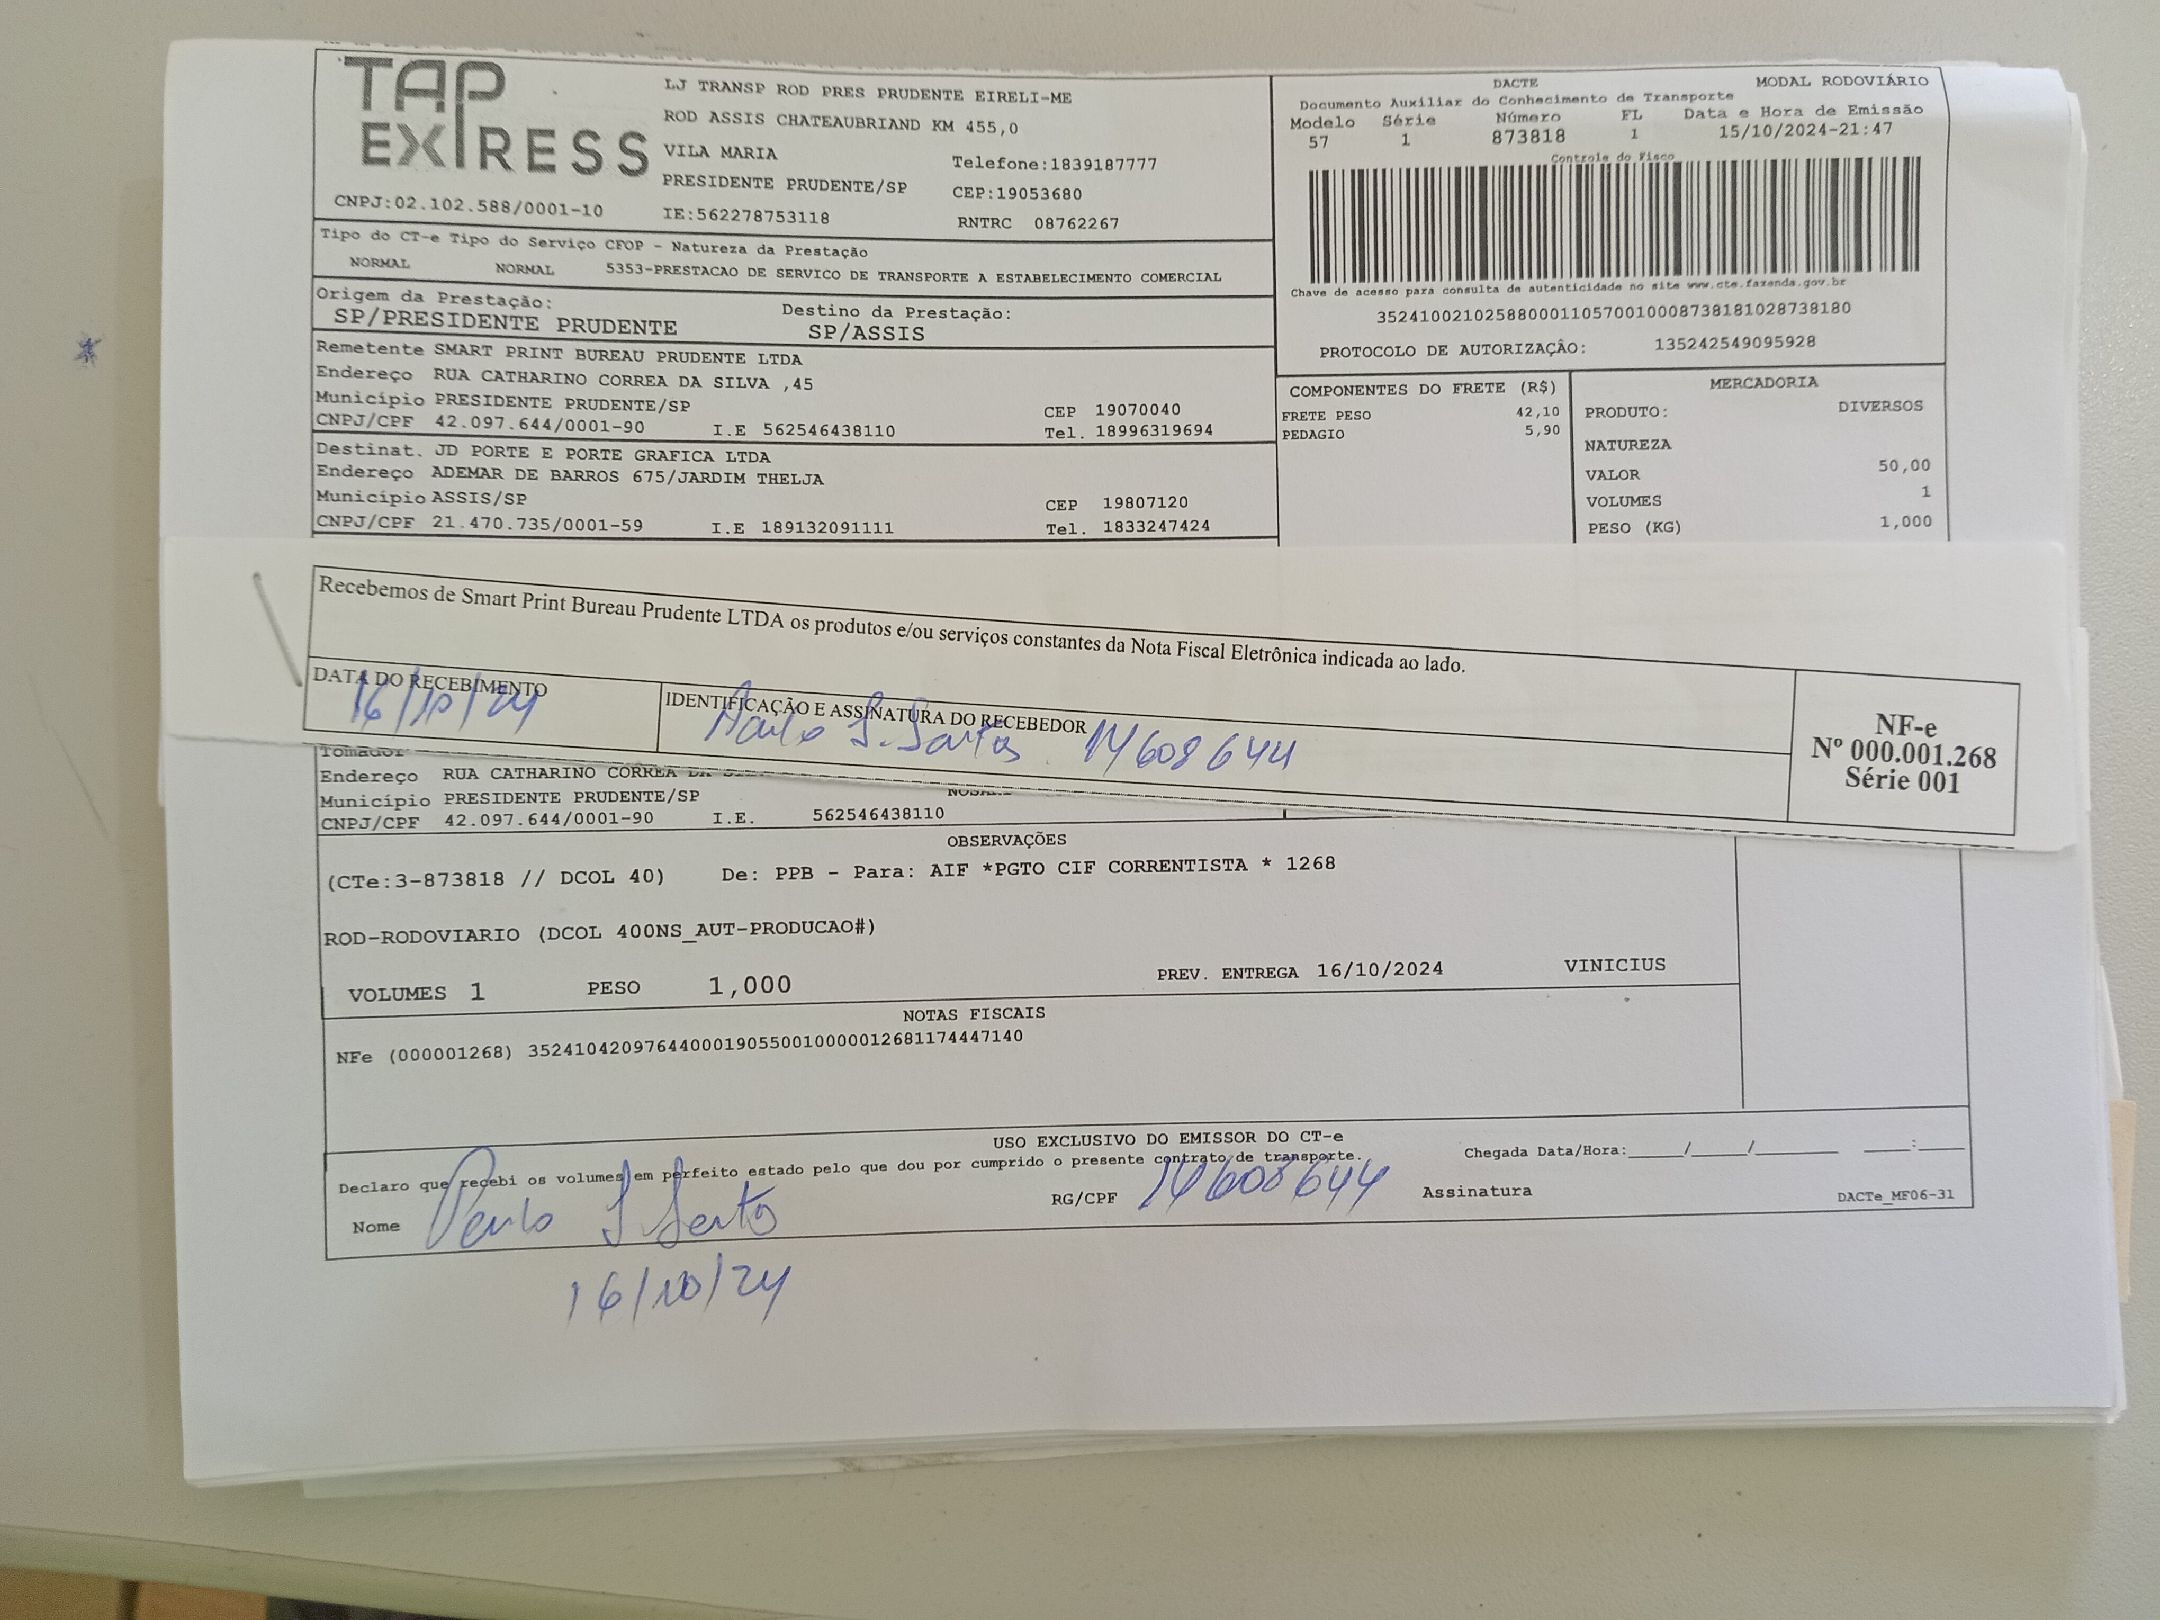 TAP EXPRESS
LJ TRANSP ROD PRES PRUDENTE EIRELI-ME
ROD ASSIS CHATEAUBRIAND KM 455,0
VILA MARIA Telefone:1839187777
PRESIDENTE PRUDENTE/SP CEP:19053680
CNPJ:02.102.588/0001-10 IE:562278753118 RNTRC 08762267
DACTE MODAL RODOVIÁRIO
Documento Auxiliar do Conhecimento de Transporte
Modelo Série Número FL Data e Hora de Emissão
57 1 873818 1 15/10/2024-21:47
Controle do Fisco
Chave de acesso para consulta de autenticidade no site www.cte.fazenda.gov.br
35241002102588000110570010008738181028738180
PROTOCOLO DE AUTORIZAÇÃO: 135242549095928
Tipo do CT-e Tipo do Serviço CFOP - Natureza da Prestação
NORMAL NORMAL 5353-PRESTACAO DE SERVICO DE TRANSPORTE A ESTABELECIMENTO COMERCIAL
Origem da Prestação: Destino da Prestação:
SP/PRESIDENTE PRUDENTE SP/ASSIS
Remetente SMART PRINT BUREAU PRUDENTE LTDA
Endereço RUA CATHARINO CORREA DA SILVA ,45
Município PRESIDENTE PRUDENTE/SP CEP 19070040
CNPJ/CPF 42.097.644/0001-90 I.E 562546438110 Tel. 18996319694
Destinat. JD PORTE E PORTE GRAFICA LTDA
Endereço ADEMAR DE BARROS 675/JARDIM THELJA
Município ASSIS/SP CEP 19807120
CNPJ/CPF 21.470.735/0001-59 I.E 189132091111 Tel. 1833247424
COMPONENTES DO FRETE (R$)
FRETE PESO 42,10
PEDAGIO 5,90
MERCADORIA
PRODUTO: DIVERSOS
NATUREZA
VALOR 50,00
VOLUMES 1
PESO (KG) 1,000
Recebemos de Smart Print Bureau Prudente LTDA os produtos e/ou serviços constantes da Nota Fiscal Eletrônica indicada ao lado.
DATA DO RECEBIMENTO
16/10/24
IDENTIFICAÇÃO E ASSINATURA DO RECEBEDOR
Paulo S. Santos 14608644
NF-e
Nº 000.001.268
Série 001
Tomador
Endereço RUA CATHARINO CORREA DA
Município PRESIDENTE PRUDENTE/SP
CNPJ/CPF 42.097.644/0001-90 I.E. 562546438110
OBSERVAÇÕES
(CTe:3-873818 // DCOL 40) De: PPB - Para: AIF *PGTO CIF CORRENTISTA * 1268
ROD-RODOVIARIO (DCOL 400NS_AUT-PRODUCAO#)
VOLUMES 1 PESO 1,000 PREV. ENTREGA 16/10/2024 VINICIUS
NOTAS FISCAIS
NFe (000001268) 35241042097644000190550010000012681174447140
USO EXCLUSIVO DO EMISSOR DO CT-e
Declaro que recebi os volumes em perfeito estado pelo que dou por cumprido o presente contrato de transporte. Chegada Data/Hora:____/____/______ ___:___
Nome Paulo S. Santos RG/CPF 14608644 Assinatura DACTe_MF06-31
16/10/24